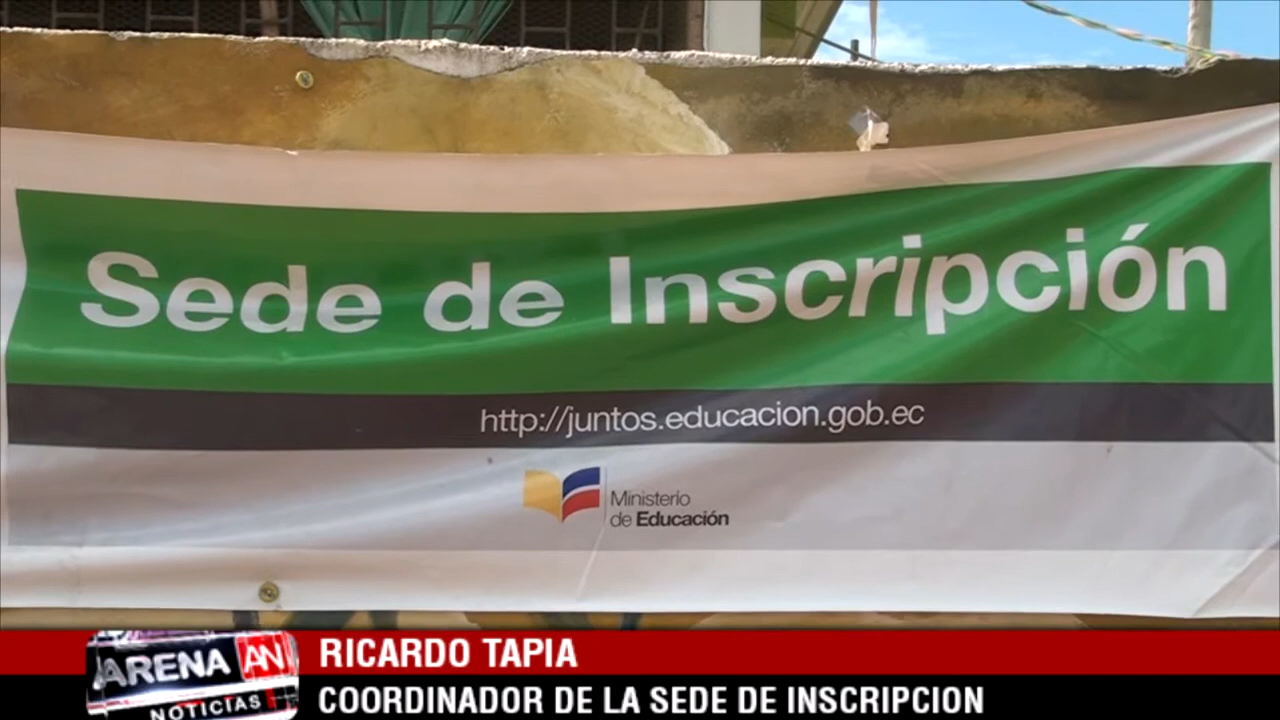 Sede de Inscripción
http://juntos.educacion.gob.ec
Ministerio
de Educación
ARENA AN
NOTICIAS
RICARDO TAPIA
COORDINADOR DE LA SEDE DE INSCRIPCION